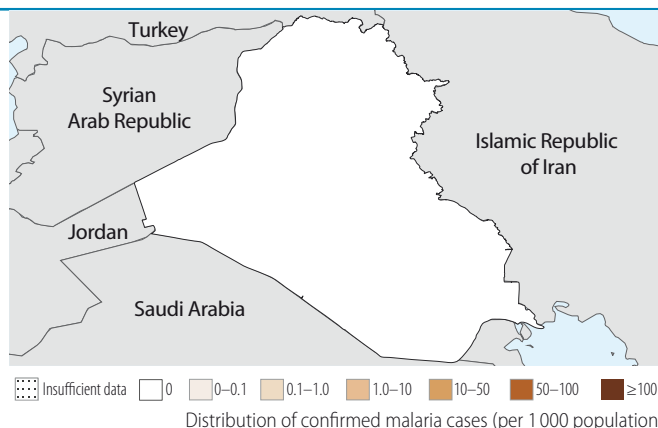 Turkey
Syrian
Arab Republic
Islamic Republic
of Iran
Jordan
Saudi Arabia
Insufficient data 0 0–0.1 0.1–1.0 1.0–10 10–50 50–100 ≥100
Distribution of confirmed malaria cases (per 1 000 population